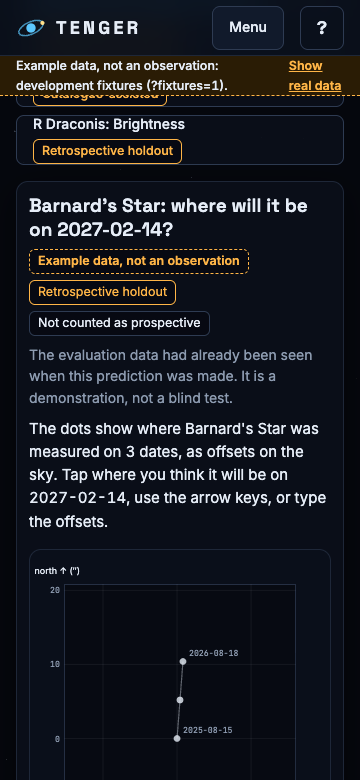 TENGER
Menu
?
Example data, not an observation:
development fixtures (?fixtures=1).
Show
real data
R Draconis: Brightness
Retrospective holdout
Barnard's Star: where will it be
on 2027-02-14?
Example data, not an observation
Retrospective holdout
Not counted as prospective
The evaluation data had already been seen
when this prediction was made. It is a
demonstration, not a blind test.
The dots show where Barnard's Star was
measured on 3 dates, as offsets on the
sky. Tap where you think it will be on
2027-02-14, use the arrow keys, or type
the offsets.
north ↑ (")
20
2026-08-18
10
2025-08-15
0